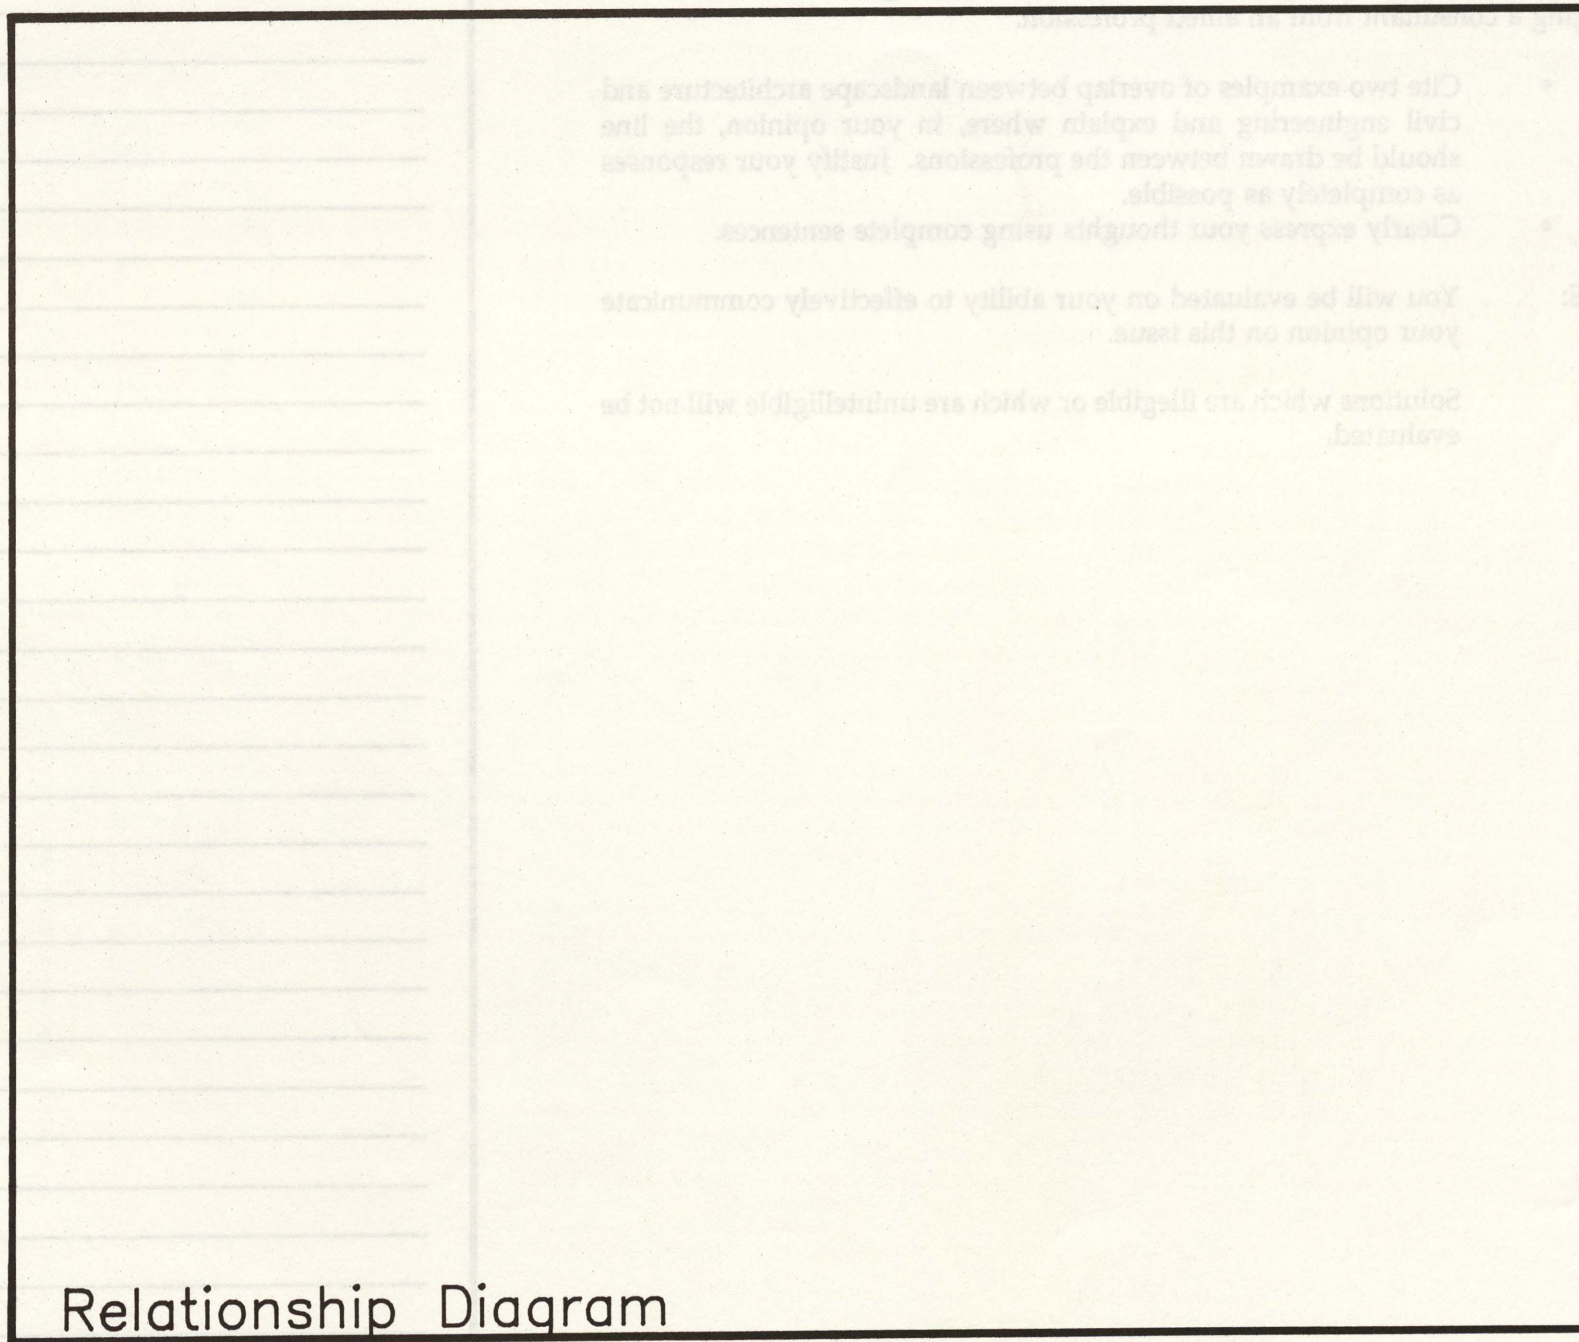 ing a consultant from an allied profession.
• Cite two examples of overlap between landscape architecture and
civil engineering and explain where, in your opinion, the line
should be drawn between the professions. Justify your responses
as completely as possible.
• Clearly express your thoughts using complete sentences.
You will be evaluated on your ability to effectively communicate
your opinion on this issue.
Solutions which are illegible or which are unintelligible will not be
evaluated.
Relationship Diagram